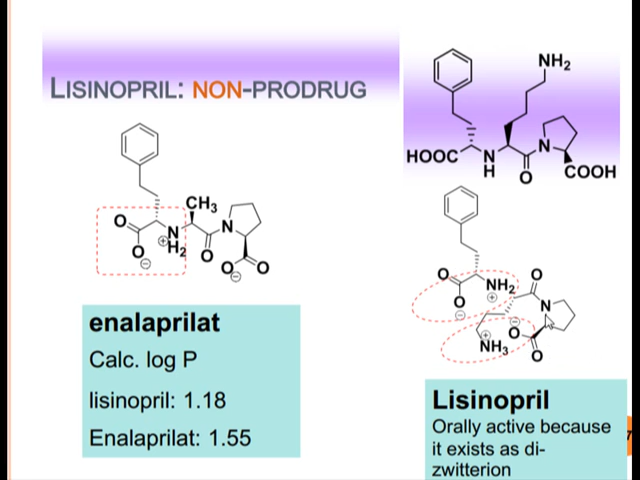 LISINOPRIL: NON-PRODRUG
NH₂
HOOC
N
H
O
N
COOH
CH₃
O
O
⊖
N
⊕H₂
O
N
O
⊖
O
O
O
⊖
NH₂
⊕
O
N
⊖
O
O
⊕
NH₃
enalaprilat
Calc. log P
lisinopril: 1.18
Enalaprilat: 1.55
Lisinopril
Orally active because
it exists as di-
zwitterion